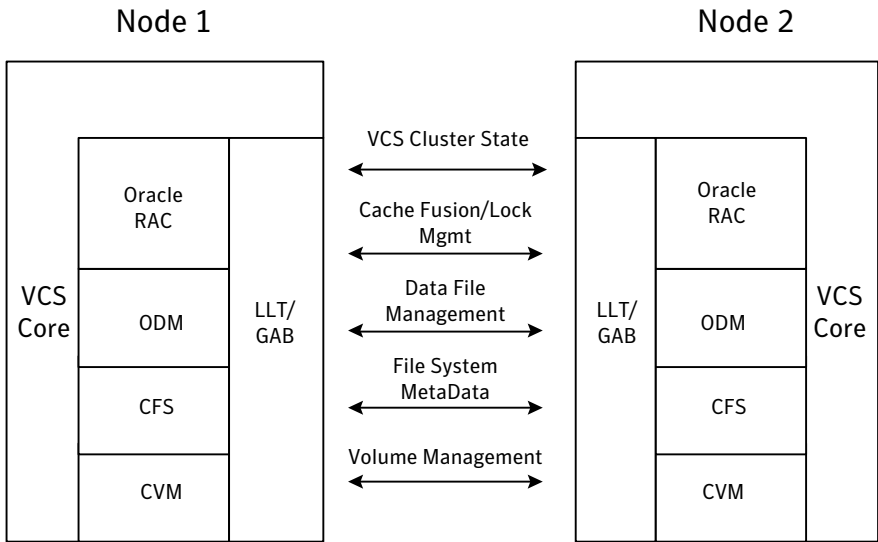 Node 1
Node 2
VCS Cluster State
Oracle
RAC
Cache Fusion/Lock
Mgmt
Oracle
RAC
VCS
Core
ODM
LLT/
GAB
Data File
Management
LLT/
GAB
ODM
VCS
Core
CFS
File System
MetaData
CFS
CVM
Volume Management
CVM